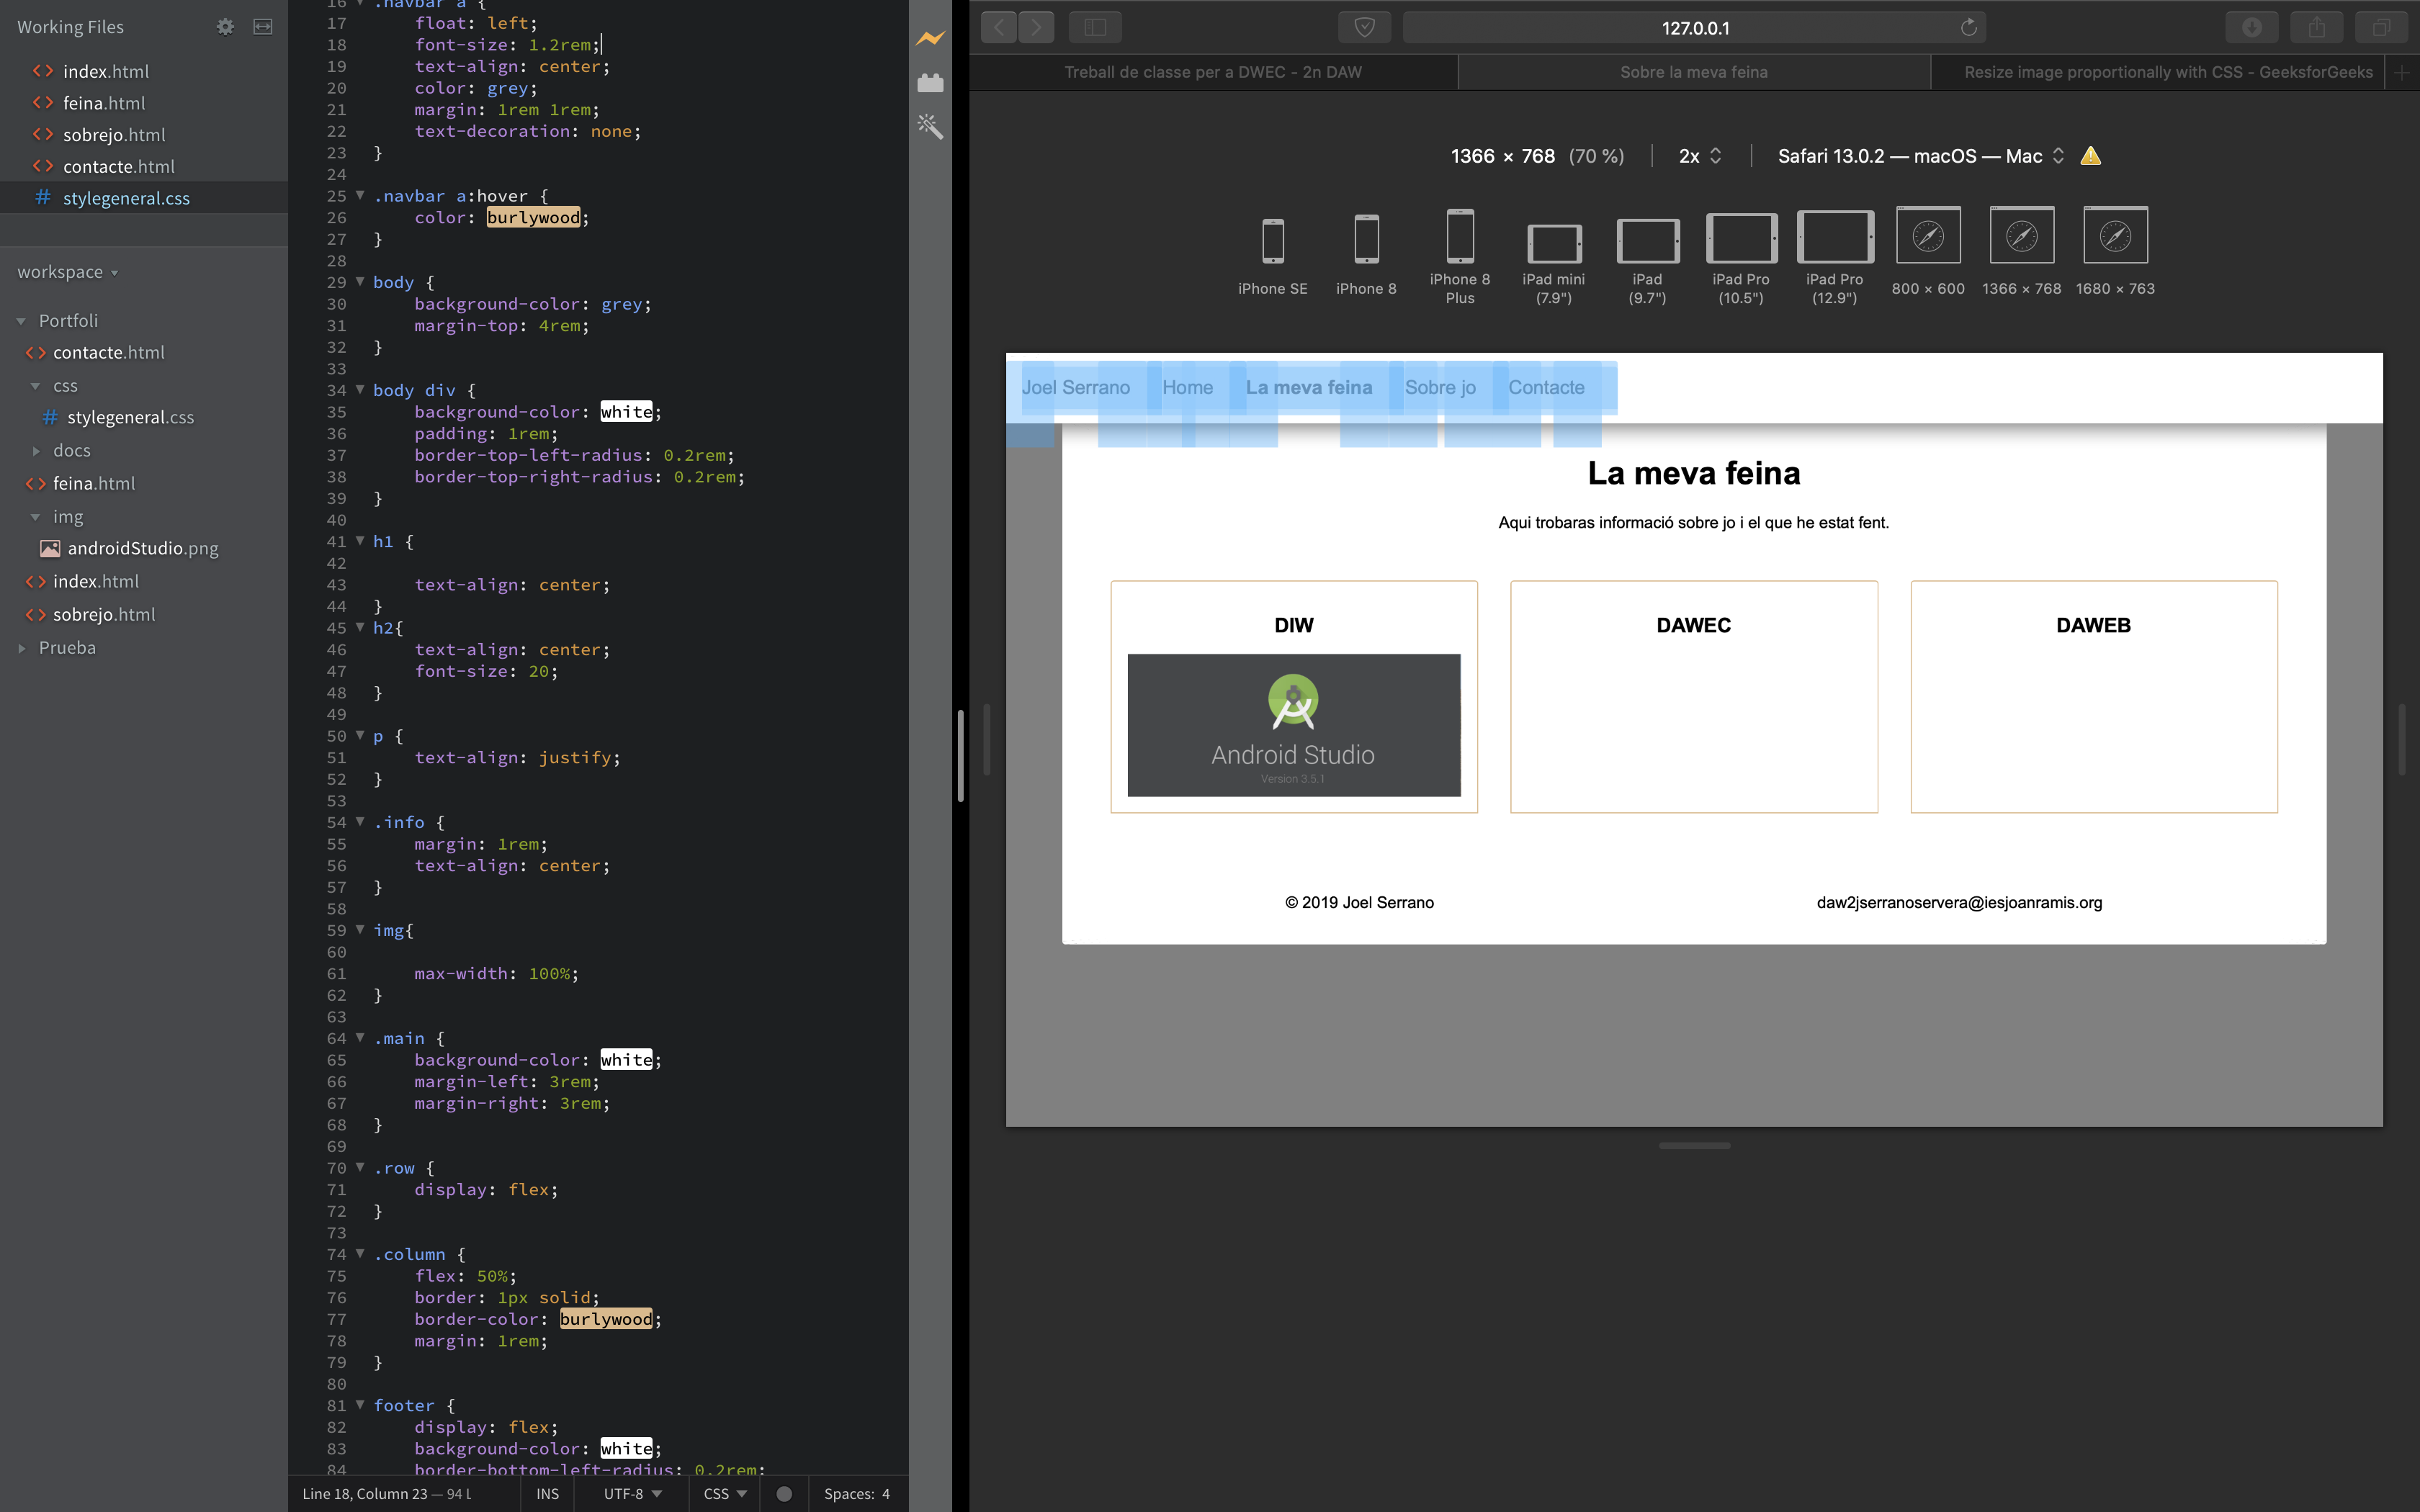 Working Files
index.html
feina.html
sobrejo.html
contacte.html
stylegeneral.css
workspace
Portfoli
contacte.html
css
stylegeneral.css
docs
feina.html
img
androidStudio.png
index.html
sobrejo.html
Prueba
16 .navbar a {
17 float: left;
18 font-size: 1.2rem;
19 text-align: center;
20 color: grey;
21 margin: 1rem 1rem;
22 text-decoration: none;
23 }
24
25 .navbar a:hover {
26 color: burlywood;
27 }
28
29 body {
30 background-color: grey;
31 margin-top: 4rem;
32 }
33
34 body div {
35 background-color: white;
36 padding: 1rem;
37 border-top-left-radius: 0.2rem;
38 border-top-right-radius: 0.2rem;
39 }
40
41 h1 {
42
43 text-align: center;
44 }
45 h2{
46 text-align: center;
47 font-size: 20;
48 }
49
50 p {
51 text-align: justify;
52 }
53
54 .info {
55 margin: 1rem;
56 text-align: center;
57 }
58
59 img{
60
61 max-width: 100%;
62 }
63
64 .main {
65 background-color: white;
66 margin-left: 3rem;
67 margin-right: 3rem;
68 }
69
70 .row {
71 display: flex;
72 }
73
74 .column {
75 flex: 50%;
76 border: 1px solid;
77 border-color: burlywood;
78 margin: 1rem;
79 }
80
81 footer {
82 display: flex;
83 background-color: white;
84 border-bottom-left-radius: 0.2rem;
Line 18, Column 23 — 94 L
INS
UTF-8
CSS
Spaces: 4
127.0.0.1
Treball de classe per a DWEC - 2n DAW
Sobre la meva feina
Resize image proportionally with CSS - GeeksforGeeks
1366 × 768 (70 %)
2x
Safari 13.0.2 — macOS — Mac
iPhone SE
iPhone 8
iPhone 8 Plus
iPad mini (7.9")
iPad (9.7")
iPad Pro (10.5")
iPad Pro (12.9")
800 × 600
1366 × 768
1680 × 763
Joel Serrano Home La meva feina Sobre jo Contacte
La meva feina
Aqui trobaras informació sobre jo i el que he estat fent.
DIW
DAWEC
DAWEB
Android Studio
Version 3.5.1
© 2019 Joel Serrano
daw2jserranoservera@iesjoanramis.org